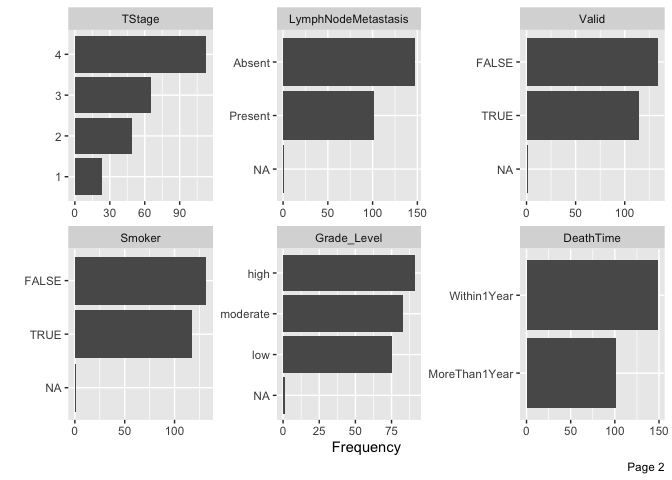 TStage
4
3
2
1
0 30 60 90
LymphNodeMetastasis
Absent
Present
NA
0 50 100 150
Valid
FALSE
TRUE
NA
0 50 100
Smoker
FALSE
TRUE
NA
0 50 100
Grade_Level
high
moderate
low
NA
0 25 50 75
DeathTime
Within1Year
MoreThan1Year
0 50 100 150
Frequency
Page 2